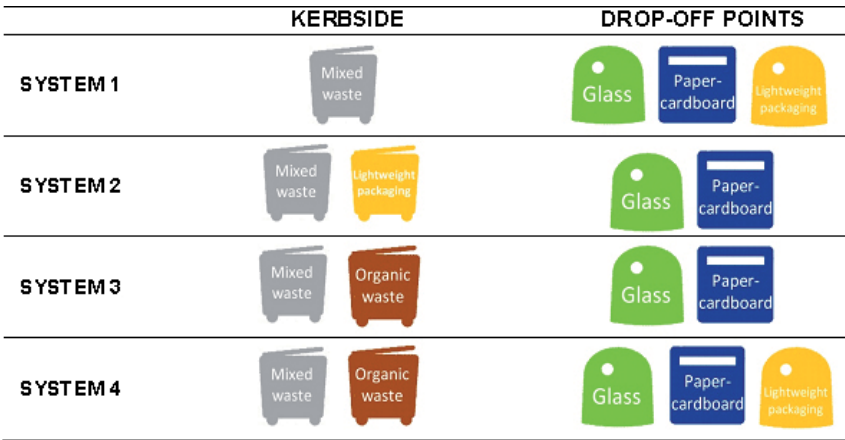 KERBSIDE DROP-OFF POINTS
SYSTEM 1
Mixed
waste
Glass
Paper-
cardboard
Lightweight
packaging
SYSTEM 2
Mixed
waste
Lightweight
packaging
Glass
Paper-
cardboard
SYSTEM 3
Mixed
waste
Organic
waste
Glass
Paper-
cardboard
SYSTEM 4
Mixed
waste
Organic
waste
Glass
Paper-
cardboard
Lightweight
packaging